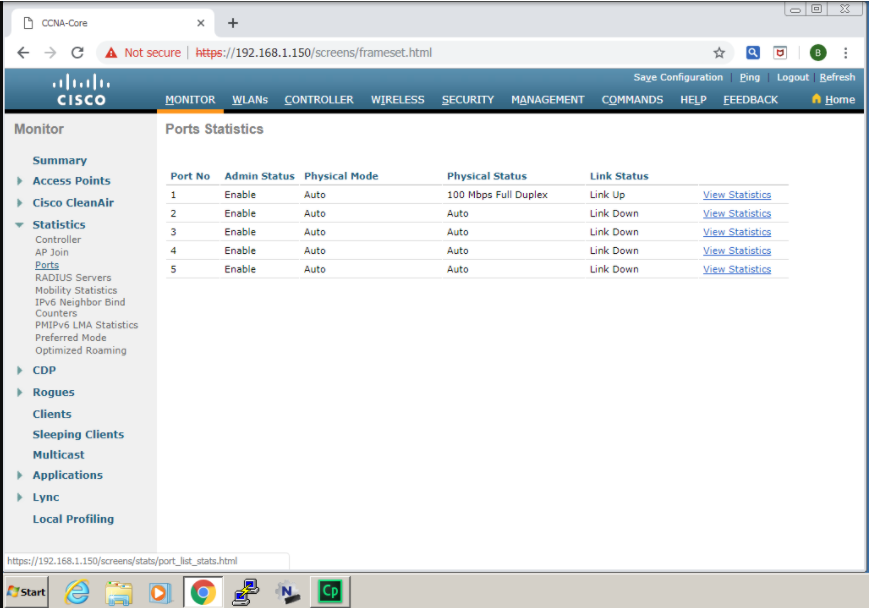 CCNA-Core
Not secure | https://192.168.1.150/screens/frameset.html
B
Save Configuration | Ping | Logout | Refresh
CISCO
MONITOR WLANs CONTROLLER WIRELESS SECURITY MANAGEMENT COMMANDS HELP FEEDBACK Home
Monitor
Summary
Access Points
Cisco CleanAir
Statistics
Controller
AP Join
Ports
RADIUS Servers
Mobility Statistics
IPv6 Neighbor Bind
Counters
PMIPv6 LMA Statistics
Preferred Mode
Optimized Roaming
CDP
Rogues
Clients
Sleeping Clients
Multicast
Applications
Lync
Local Profiling
Ports Statistics
Port No Admin Status Physical Mode Physical Status Link Status
1 Enable Auto 100 Mbps Full Duplex Link Up View Statistics
2 Enable Auto Auto Link Down View Statistics
3 Enable Auto Auto Link Down View Statistics
4 Enable Auto Auto Link Down View Statistics
5 Enable Auto Auto Link Down View Statistics
https://192.168.1.150/screens/stats/port_list_stats.html
Start
N
Cp